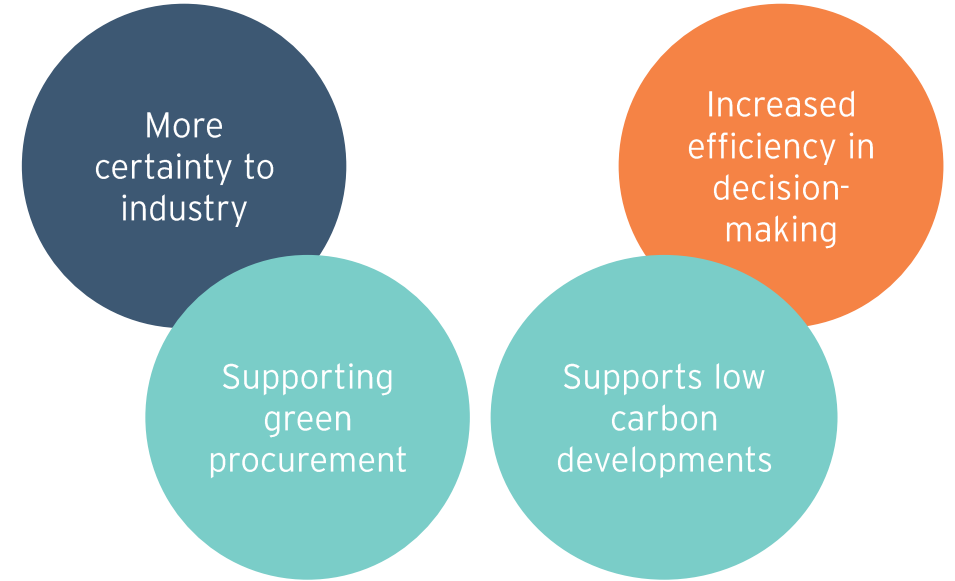 More
certainty to
industry
Increased
efficiency in
decision-
making
Supporting
green
procurement
Supports low
carbon
developments